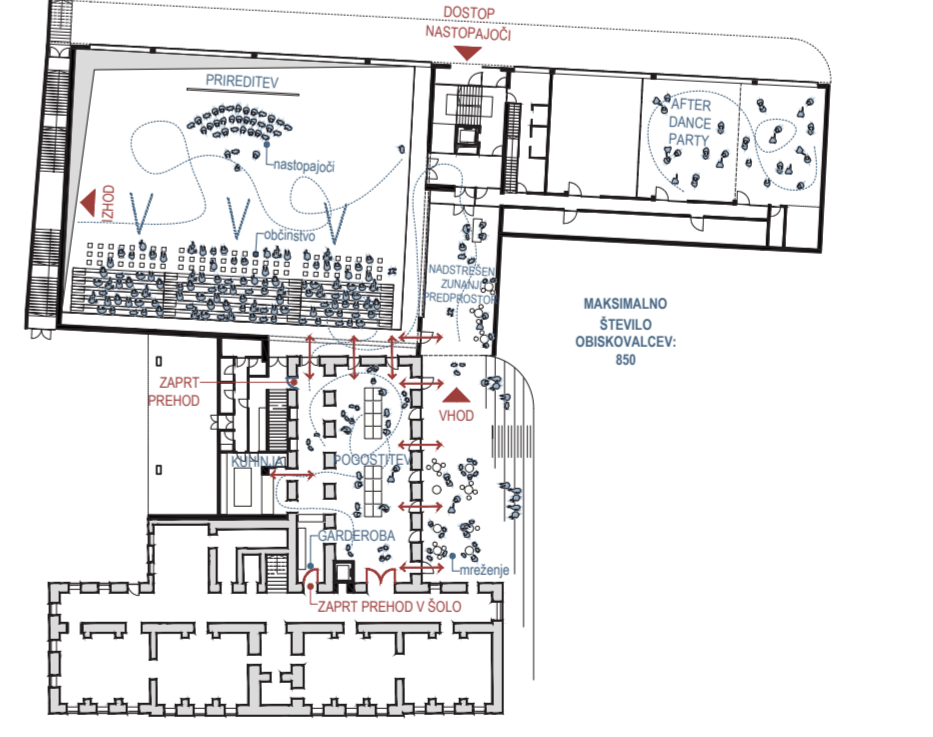 DOSTOP
NASTOPAJOČI
PRIREDITEV
nastopajoči
AFTER
DANCE
PARTY
IZHOD
občinstvo
NADSTREŠEN
ZUNANJI
PREDPROSTOR
MAKSIMALNO
ŠTEVILO
OBISKOVALCEV:
850
ZAPRT
PREHOD
VHOD
KUHINJA
POGOSTITEV
GARDEROBA
mreženje
ZAPRT PREHOD V ŠOLO